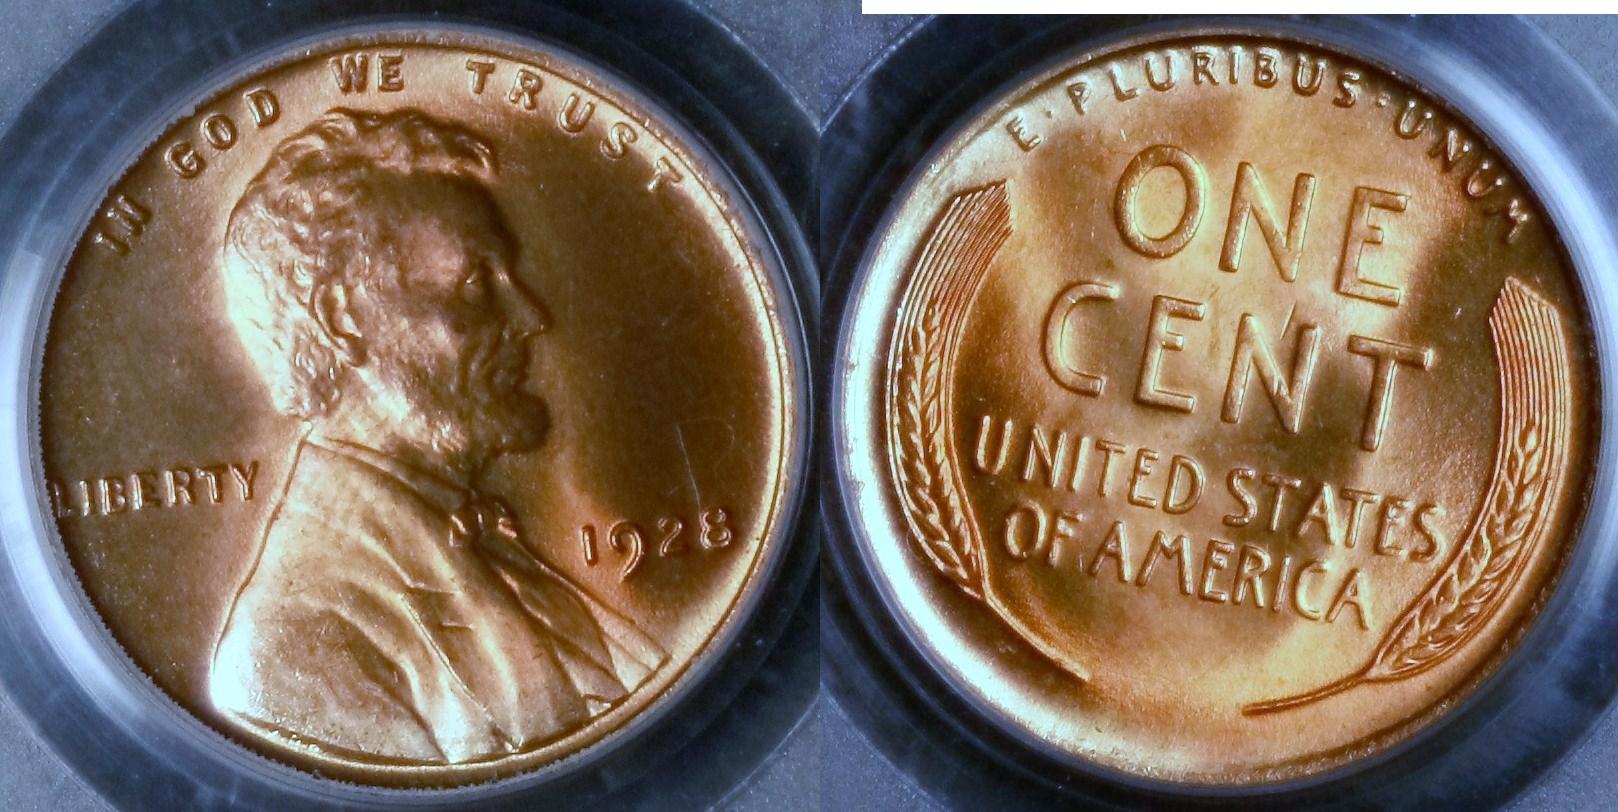 IN GOD WE TRUST
LIBERTY
1928
E·PLURIBUS·UNUM
ONE
CENT
UNITED STATES
OF AMERICA